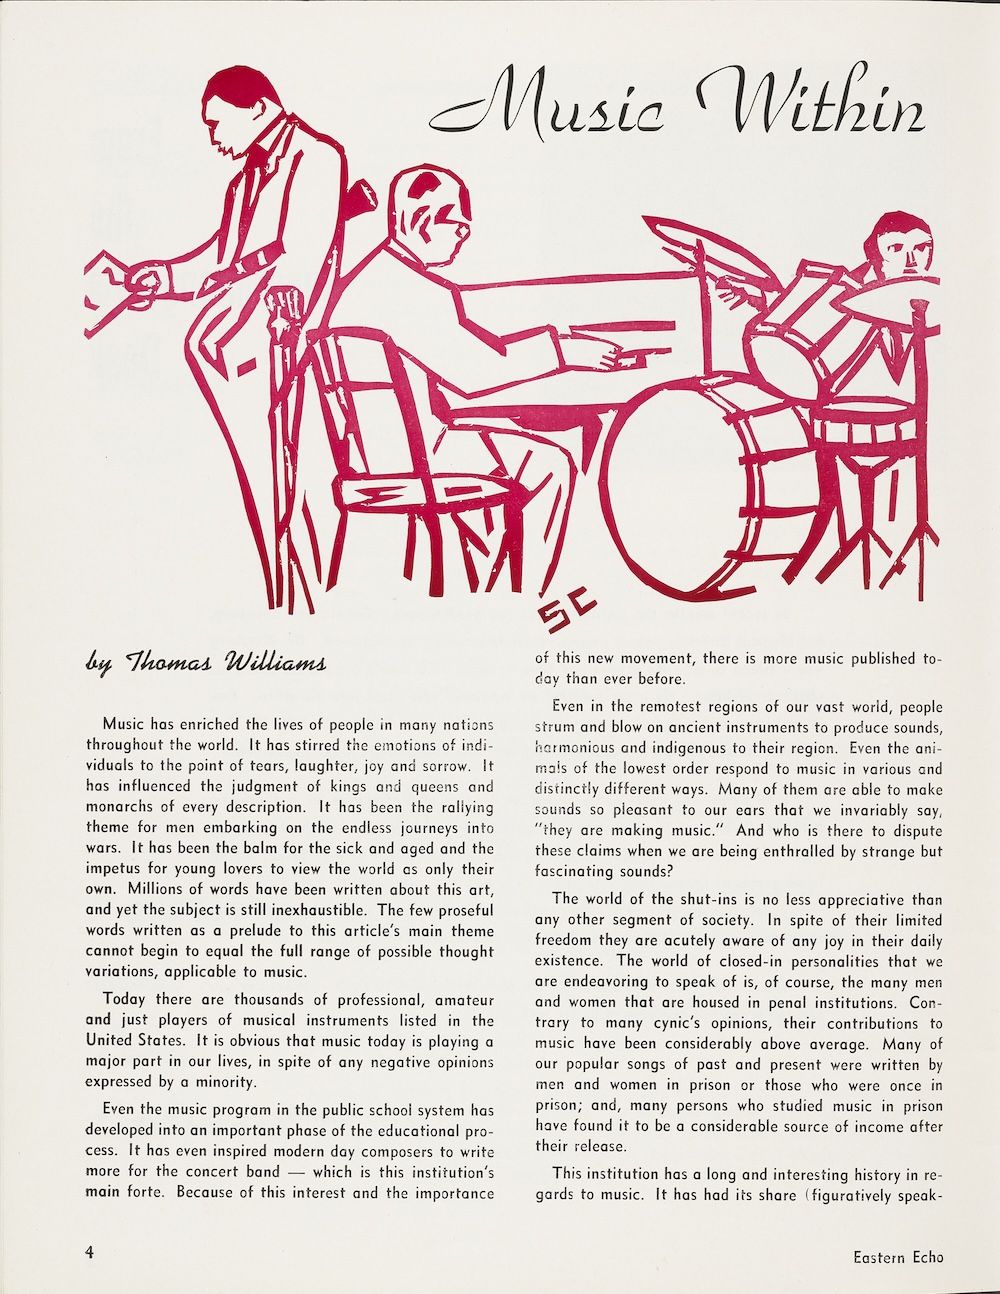 Music Within
SC
by Thomas Williams
Music has enriched the lives of people in many nations
throughout the world. It has stirred the emotions of indi-
viduals to the point of tears, laughter, joy and sorrow. It
has influenced the judgment of kings and queens and
monarchs of every description. It has been the rallying
theme for men embarking on the endless journeys into
wars. It has been the balm for the sick and aged and the
impetus for young lovers to view the world as only their
own. Millions of words have been written about this art,
and yet the subject is still inexhaustible. The few proseful
words written as a prelude to this article's main theme
cannot begin to equal the full range of possible thought
variations, applicable to music.
Today there are thousands of professional, amateur
and just players of musical instruments listed in the
United States. It is obvious that music today is playing a
major part in our lives, in spite of any negative opinions
expressed by a minority.
Even the music program in the public school system has
developed into an important phase of the educational pro-
cess. It has even inspired modern day composers to write
more for the concert band — which is this institution's
main forte. Because of this interest and the importance
of this new movement, there is more music published to-
day than ever before.
Even in the remotest regions of our vast world, people
strum and blow on ancient instruments to produce sounds,
harmonious and indigenous to their region. Even the ani-
mals of the lowest order respond to music in various and
distinctly different ways. Many of them are able to make
sounds so pleasant to our ears that we invariably say,
"they are making music." And who is there to dispute
these claims when we are being enthralled by strange but
fascinating sounds?
The world of the shut-ins is no less appreciative than
any other segment of society. In spite of their limited
freedom they are acutely aware of any joy in their daily
existence. The world of closed-in personalities that we
are endeavoring to speak of is, of course, the many men
and women that are housed in penal institutions. Con-
trary to many cynic's opinions, their contributions to
music have been considerably above average. Many of
our popular songs of past and present were written by
men and women in prison or those who were once in
prison; and, many persons who studied music in prison
have found it to be a considerable source of income after
their release.
This institution has a long and interesting history in re-
gards to music. It has had its share (figuratively speak-
4
Eastern Echo